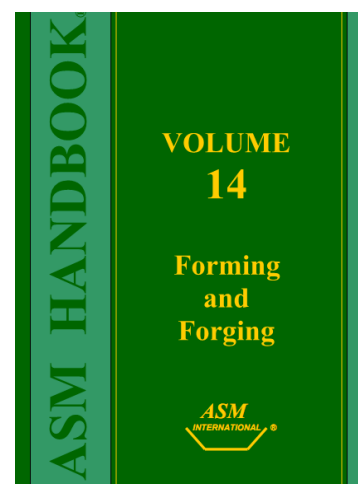 ASM HANDBOOK®
VOLUME
14
Forming
and
Forging
ASM
INTERNATIONAL ®